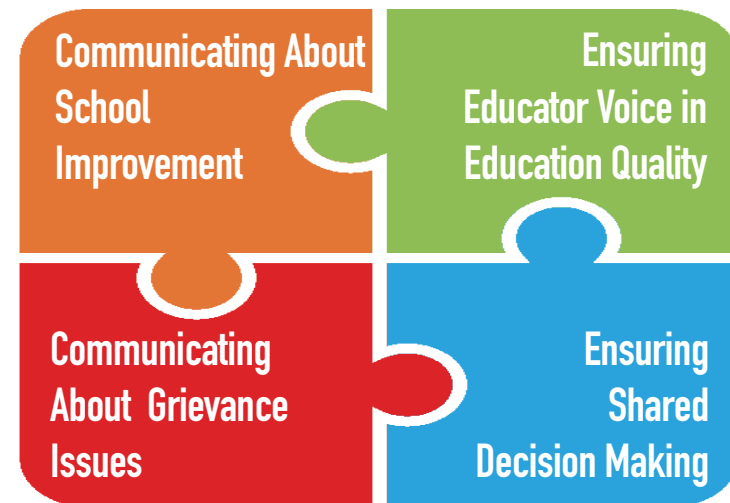 Communicating About
School
Improvement
Ensuring
Educator Voice in
Education Quality
Communicating
About Grievance
Issues
Ensuring
Shared
Decision Making